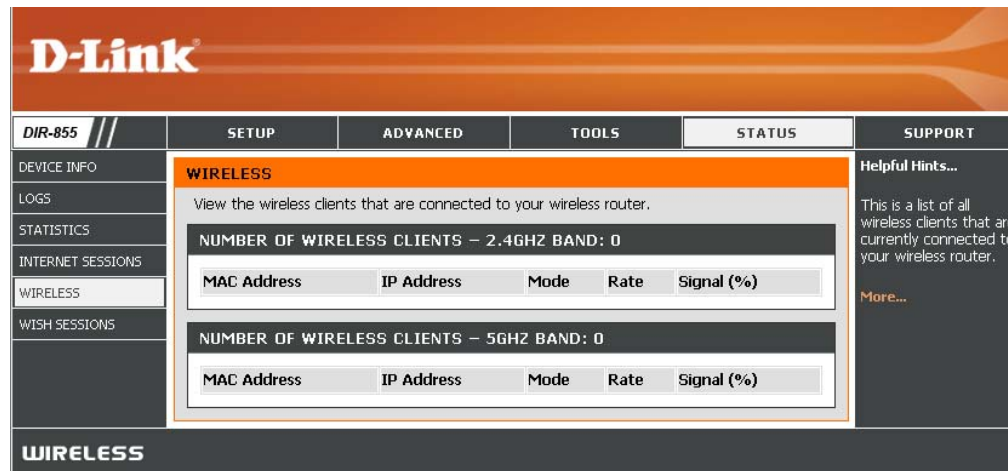 D-Link
DIR-855
SETUP
ADVANCED
TOOLS
STATUS
SUPPORT
DEVICE INFO
LOGS
STATISTICS
INTERNET SESSIONS
WIRELESS
WISH SESSIONS
WIRELESS
View the wireless clients that are connected to your wireless router.
NUMBER OF WIRELESS CLIENTS – 2.4GHZ BAND: 0
MAC Address IP Address Mode Rate Signal (%)
NUMBER OF WIRELESS CLIENTS – 5GHZ BAND: 0
MAC Address IP Address Mode Rate Signal (%)
Helpful Hints...
This is a list of all
wireless clients that
currently connected
your wireless router.
More...
WIRELESS